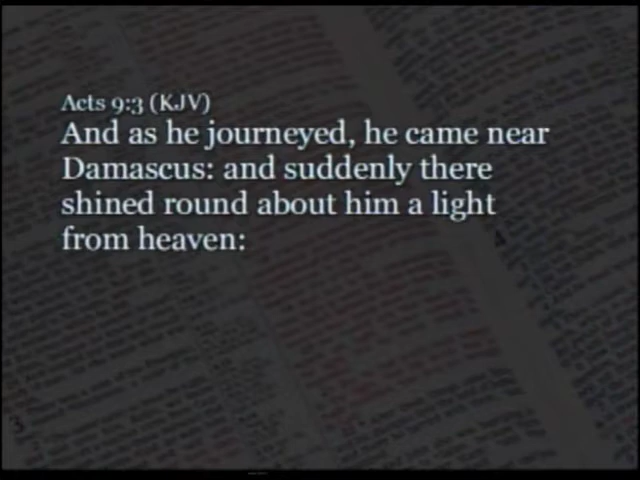 Acts 9:3 (KJV)
And as he journeyed, he came near
Damascus: and suddenly there
shined round about him a light
from heaven: